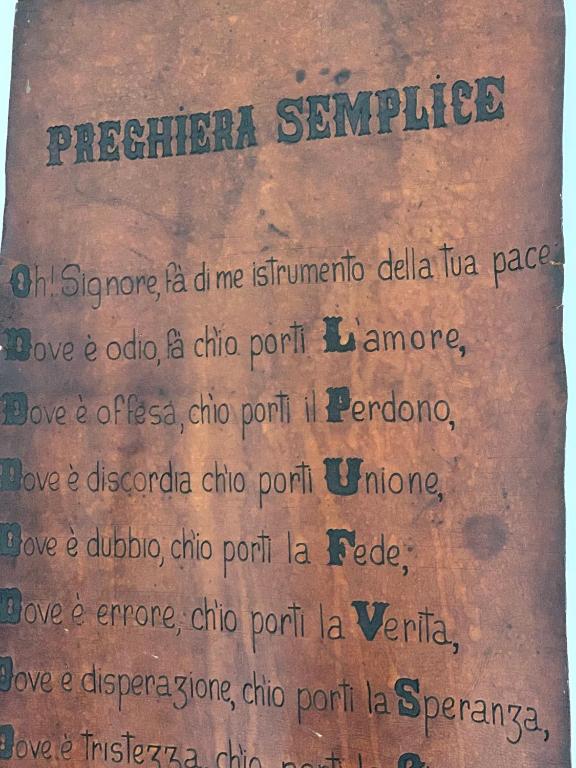 PREGHIERA SEMPLICE
Oh! Signore, fà di me istrumento della tua pace:
Dove è odio, fà ch'io porti L'amore,
Dove è offesa, ch'io porti il Perdono,
Dove è discordia ch'io porti Unione,
Dove è dubbio, ch'io porti la Fede,
Dove è errore, ch'io porti la Verità,
Dove è disperazione, ch'io porti la Speranza,
Dove è tristezza, ch'io porti la